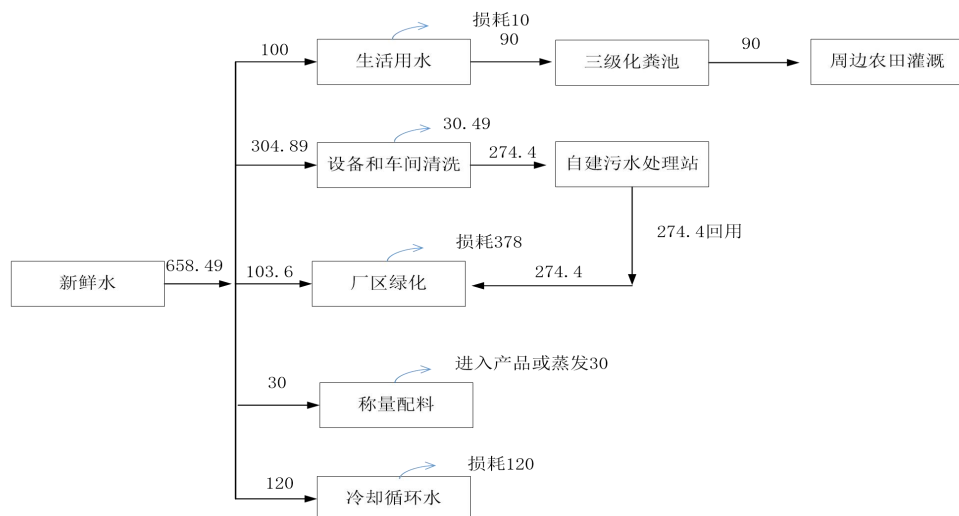 损耗10
100
生活用水
90
三级化粪池
90
周边农田灌溉
30.49
304.89
设备和车间清洗
274.4
自建污水处理站
274.4回用
损耗378
新鲜水
658.49
103.6
厂区绿化
274.4
进入产品或蒸发30
30
称量配料
损耗120
120
冷却循环水